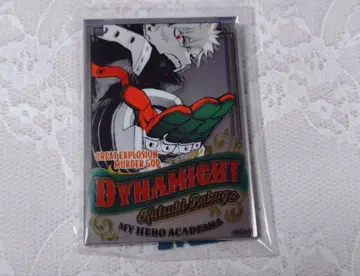 GREAT EXPLOSION
MURDER GOD
DYNAMIGHT
Katsuki Bakugo
MY HERO ACADEMIA